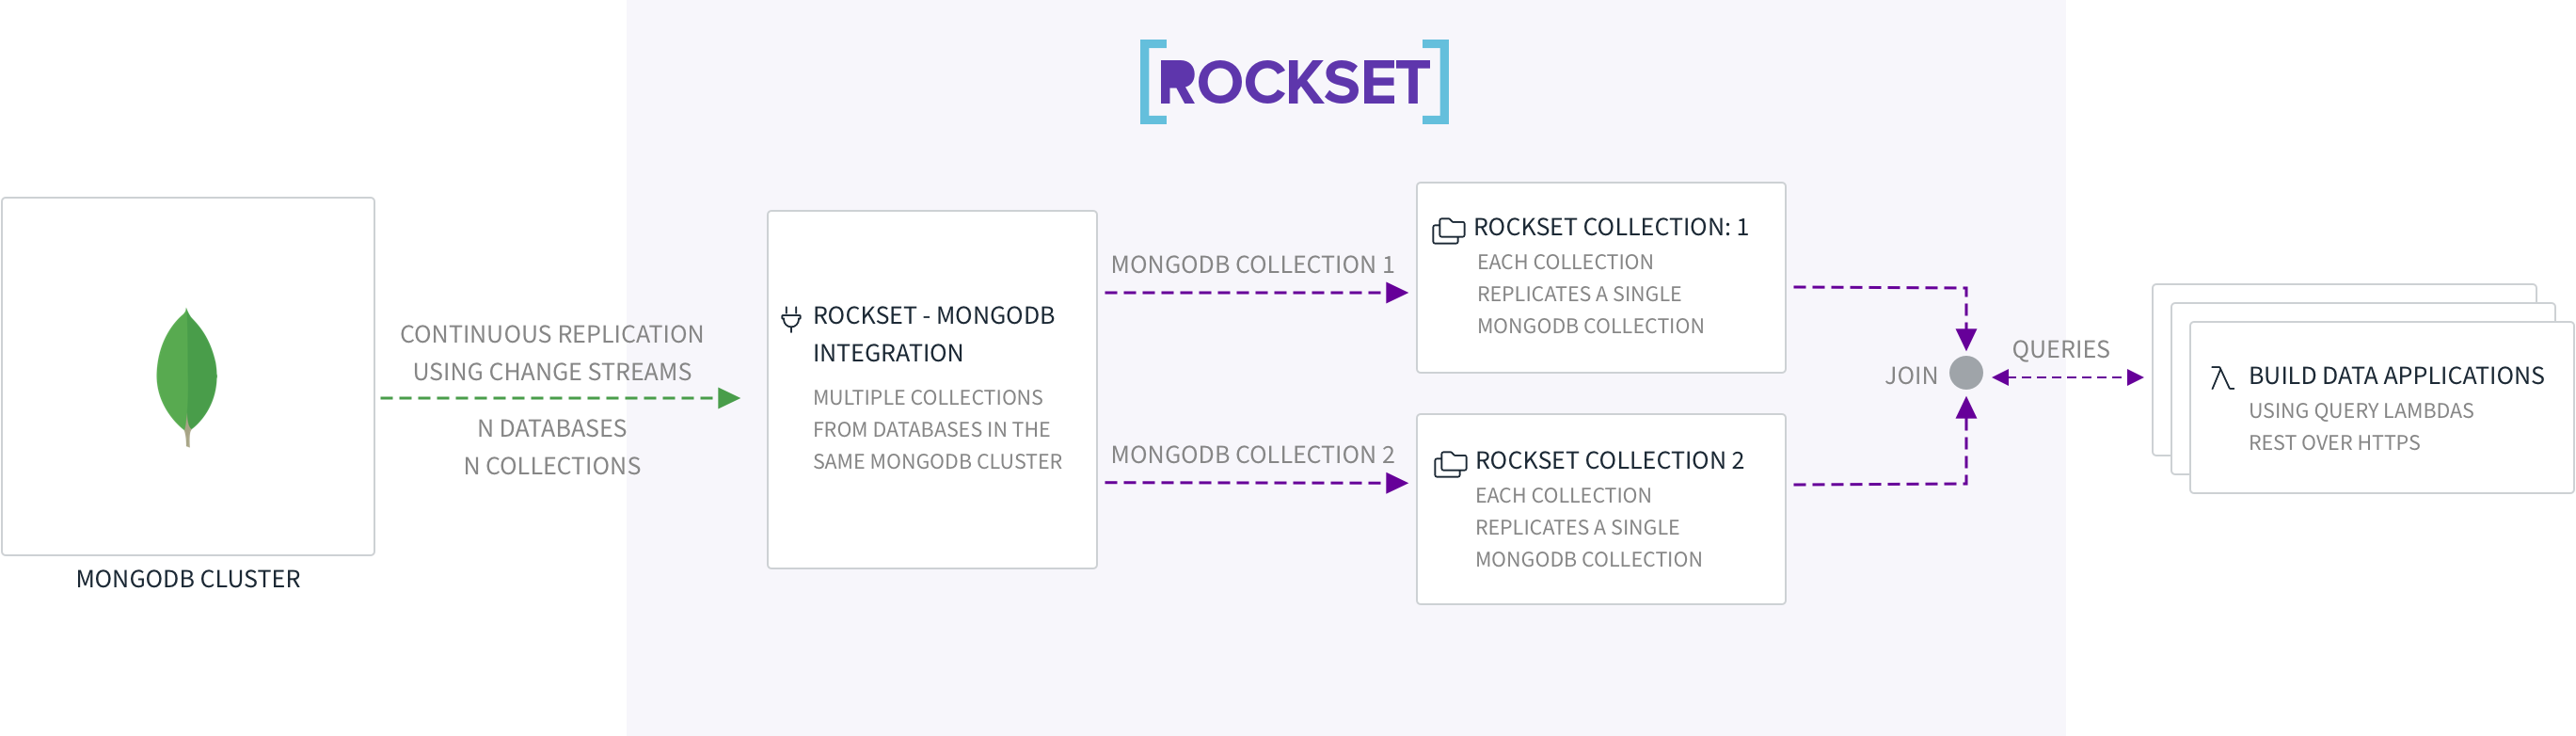 ROCKSET
MONGODB CLUSTER
CONTINUOUS REPLICATION
USING CHANGE STREAMS
N DATABASES
N COLLECTIONS
ROCKSET - MONGODB
INTEGRATION
MULTIPLE COLLECTIONS
FROM DATABASES IN THE
SAME MONGODB CLUSTER
MONGODB COLLECTION 1
MONGODB COLLECTION 2
ROCKSET COLLECTION: 1
EACH COLLECTION
REPLICATES A SINGLE
MONGODB COLLECTION
ROCKSET COLLECTION 2
EACH COLLECTION
REPLICATES A SINGLE
MONGODB COLLECTION
JOIN
QUERIES
BUILD DATA APPLICATIONS
USING QUERY LAMBDAS
REST OVER HTTPS